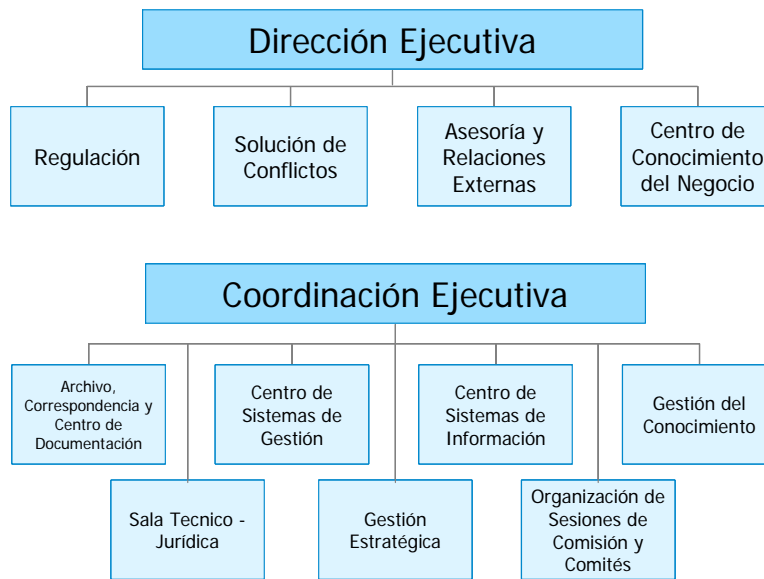 Dirección Ejecutiva
Regulación
Solución de
Conflictos
Asesoría y
Relaciones
Externas
Centro de
Conocimiento
del Negocio
Coordinación Ejecutiva
Archivo,
Correspondencia y
Centro de
Documentación
Centro de
Sistemas de
Gestión
Centro de
Sistemas de
Información
Gestión del
Conocimiento
Sala Tecnico -
Jurídica
Gestión
Estratégica
Organización de
Sesiones de
Comisión y
Comités